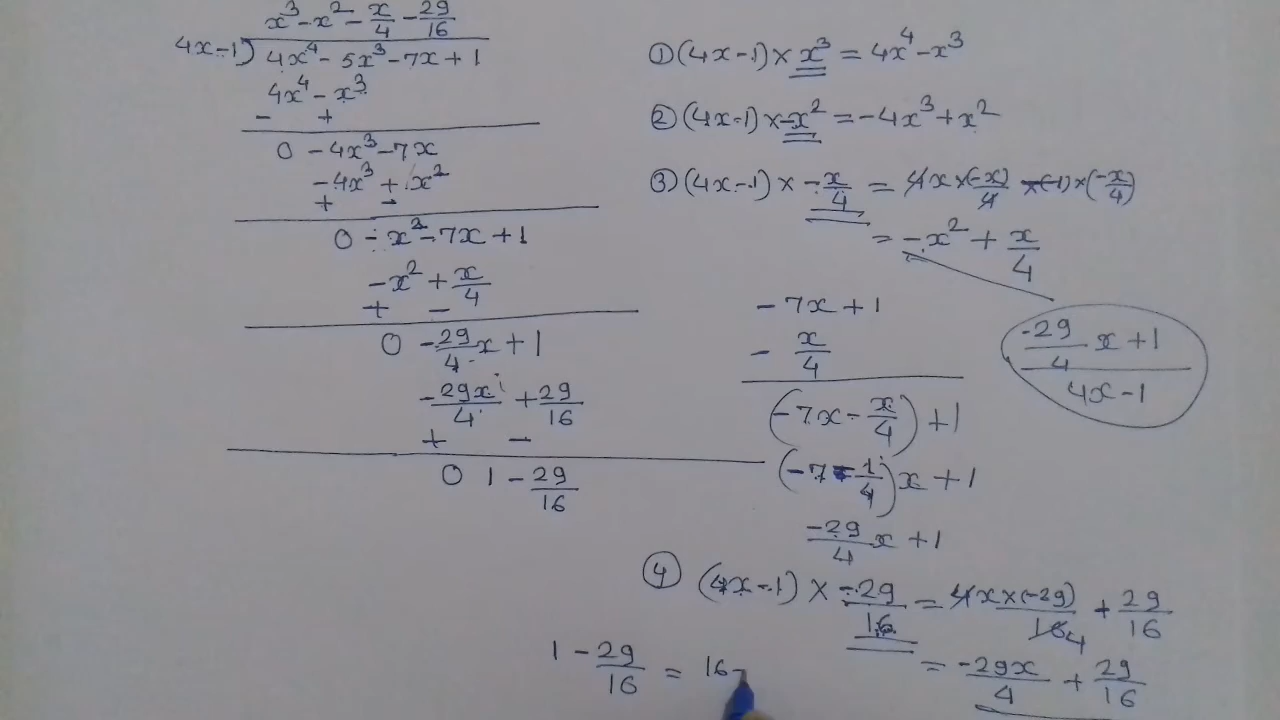 x³ - x² - x/4 - 29/16
4x-1) 4x⁴ - 5x³ - 7x + 1
4x⁴ - x³
- +
0 - 4x³ - 7x
- 4x³ + x²
+ -
0 - x² - 7x + 1
- x² + x/4
+ -
0 - 29/4 x + 1
- 29x/4 + 29/16
+ -
0 1 - 29/16
① (4x-1) × x³ = 4x⁴ - x³
② (4x-1) × -x² = -4x³ + x²
③ (4x-1) × -x/4 = 4x × (-x)/4 + (-1) × (-x/4)
= -x² + x/4
- 7x + 1
- x/4
(-7x - x/4) + 1
(-7 - 1/4) x + 1
-29/4 x + 1
-29/4 x + 1
4x - 1
④ (4x-1) × -29/16 = 4x × (-29)/16 4 + 29/16
= -29x/4 + 29/16
1 - 29/16 = 16 -